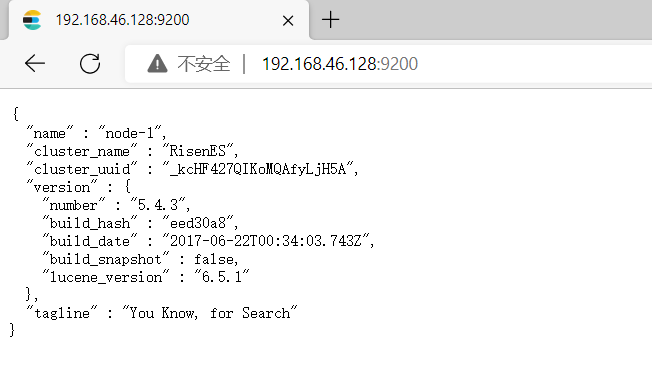 192.168.46.128:9200
不安全 | 192.168.46.128:9200
{
"name" : "node-1",
"cluster_name" : "RisenES",
"cluster_uuid" : "_kcHF427QIKoMQAfyLjH5A",
"version" : {
"number" : "5.4.3",
"build_hash" : "eed30a8",
"build_date" : "2017-06-22T00:34:03.743Z",
"build_snapshot" : false,
"lucene_version" : "6.5.1"
},
"tagline" : "You Know, for Search"
}